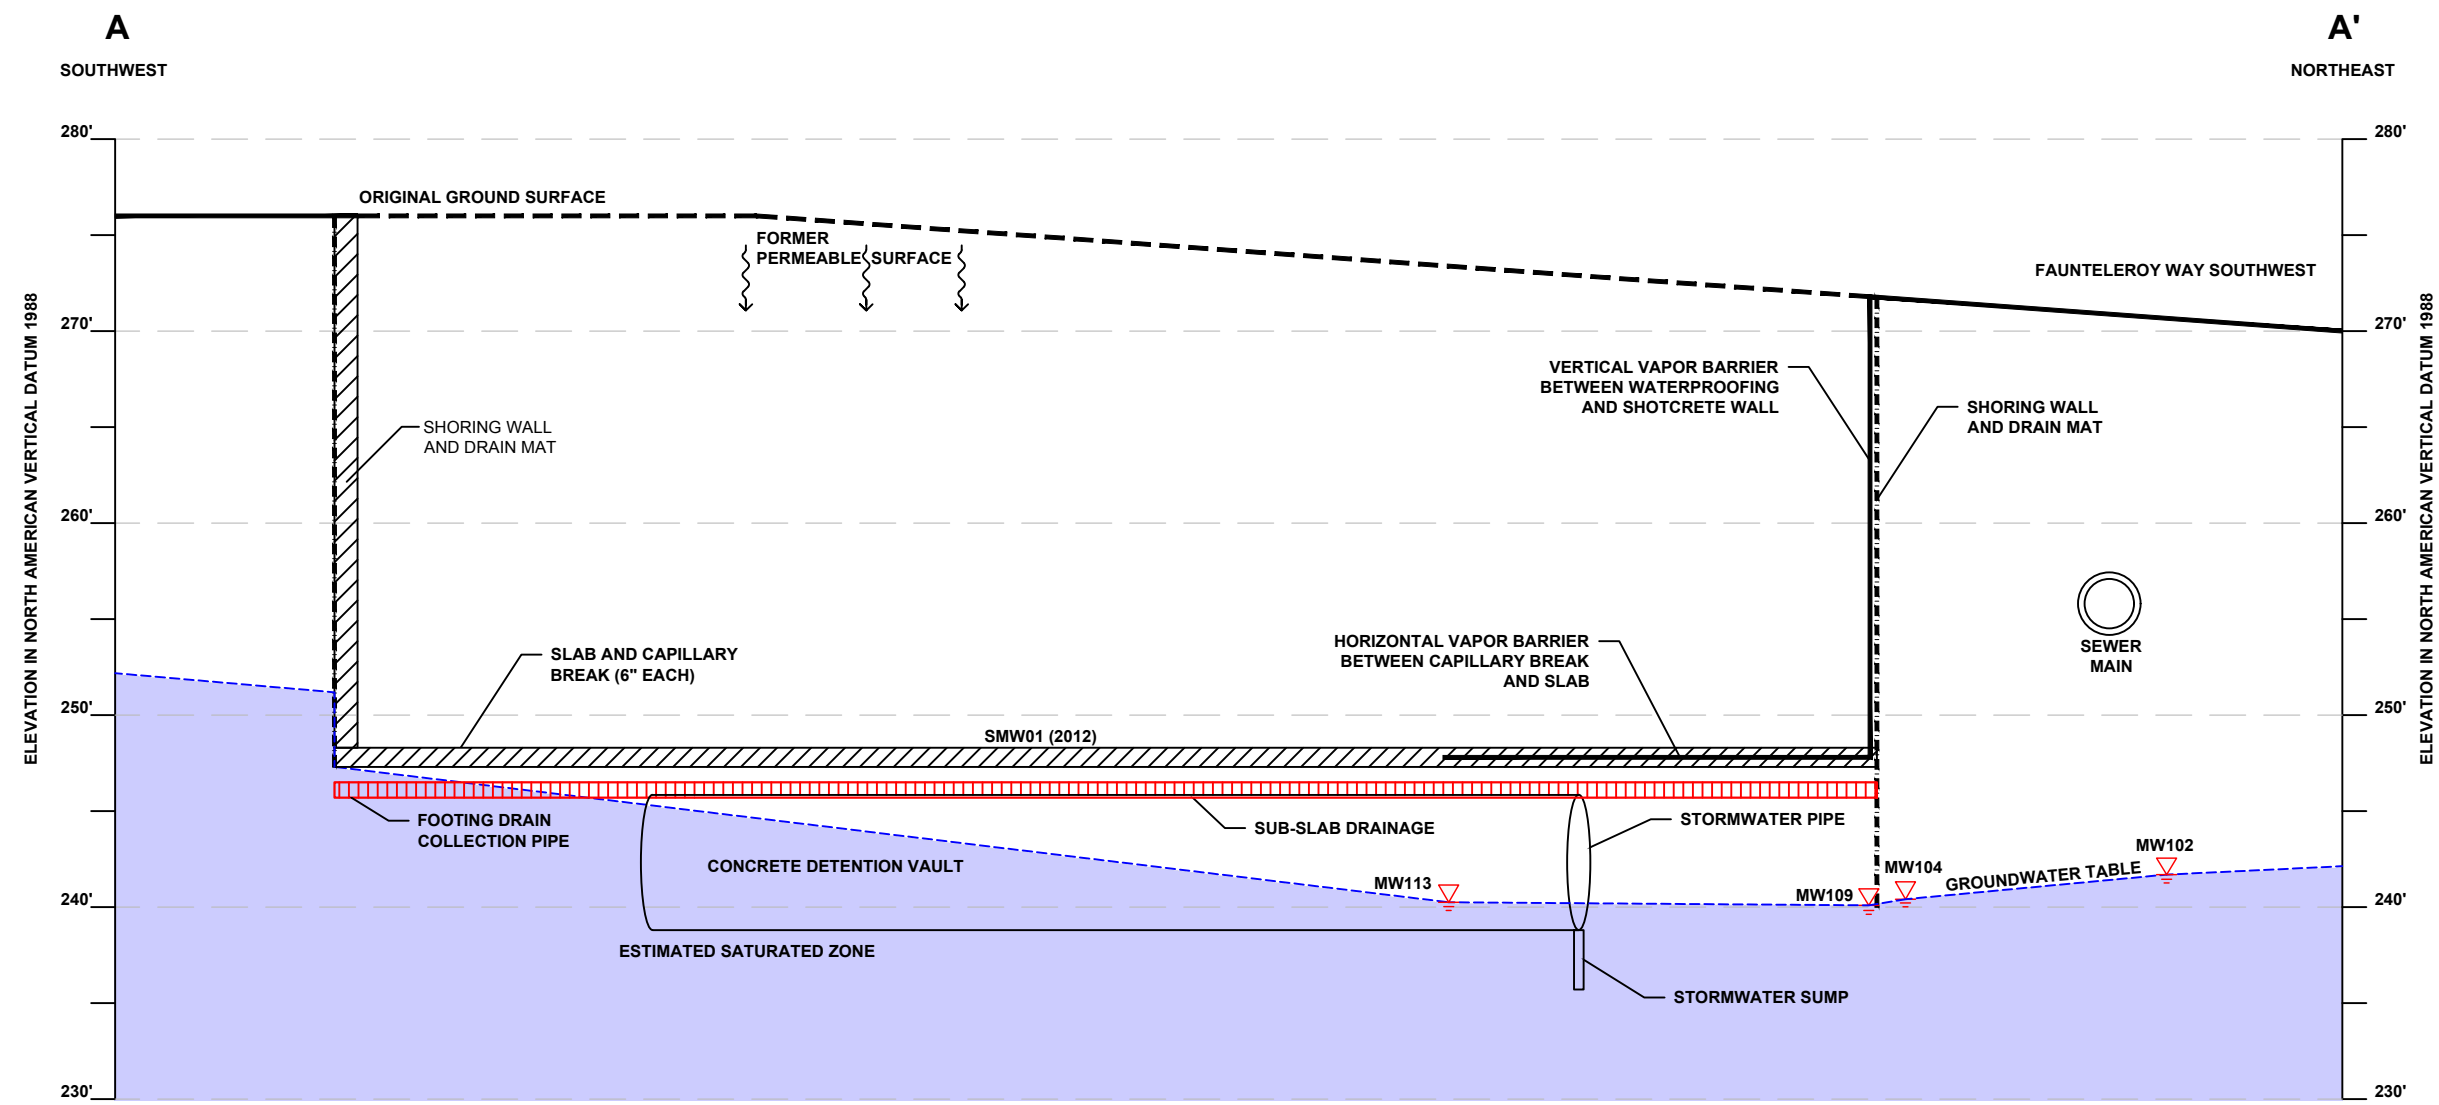 A
A'
SOUTHWEST
NORTHEAST
280'
280'
ORIGINAL GROUND SURFACE
FORMER
PERMEABLE SURFACE
FAUNTELEROY WAY SOUTHWEST
270'
270'
ELEVATION IN NORTH AMERICAN VERTICAL DATUM 1988
ELEVATION IN NORTH AMERICAN VERTICAL DATUM 1988
VERTICAL VAPOR BARRIER
BETWEEN WATERPROOFING
AND SHOTCRETE WALL
SHORING WALL
AND DRAIN MAT
SHORING WALL
AND DRAIN MAT
260'
260'
SLAB AND CAPILLARY
BREAK (6" EACH)
HORIZONTAL VAPOR BARRIER
BETWEEN CAPILLARY BREAK
AND SLAB
SEWER
MAIN
250'
250'
SMW01 (2012)
FOOTING DRAIN
COLLECTION PIPE
SUB-SLAB DRAINAGE
STORMWATER PIPE
CONCRETE DETENTION VAULT
MW113
MW109
MW104
GROUNDWATER TABLE
MW102
240'
240'
ESTIMATED SATURATED ZONE
STORMWATER SUMP
230'
230'